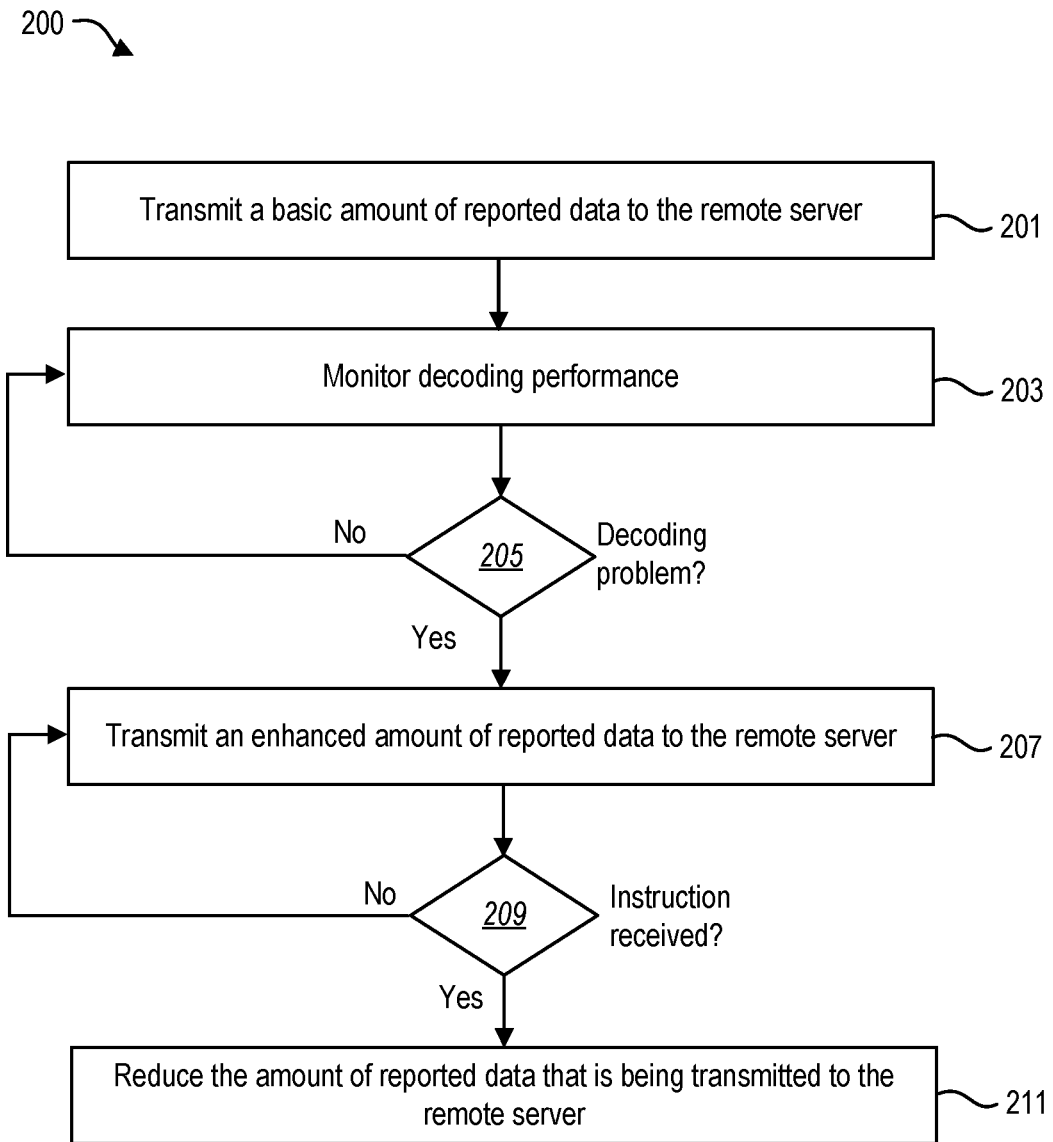 200
Transmit a basic amount of reported data to the remote server
201
Monitor decoding performance
203
No
205
Decoding
problem?
Yes
Transmit an enhanced amount of reported data to the remote server
207
No
209
Instruction
received?
Yes
Reduce the amount of reported data that is being transmitted to the
remote server
211